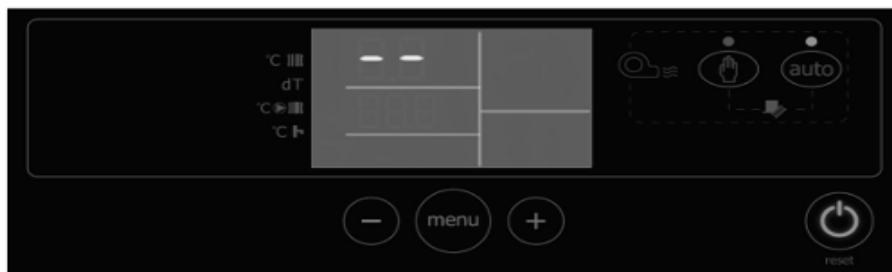 °C
-- auto
dT
°C
°C
− menu +
reset